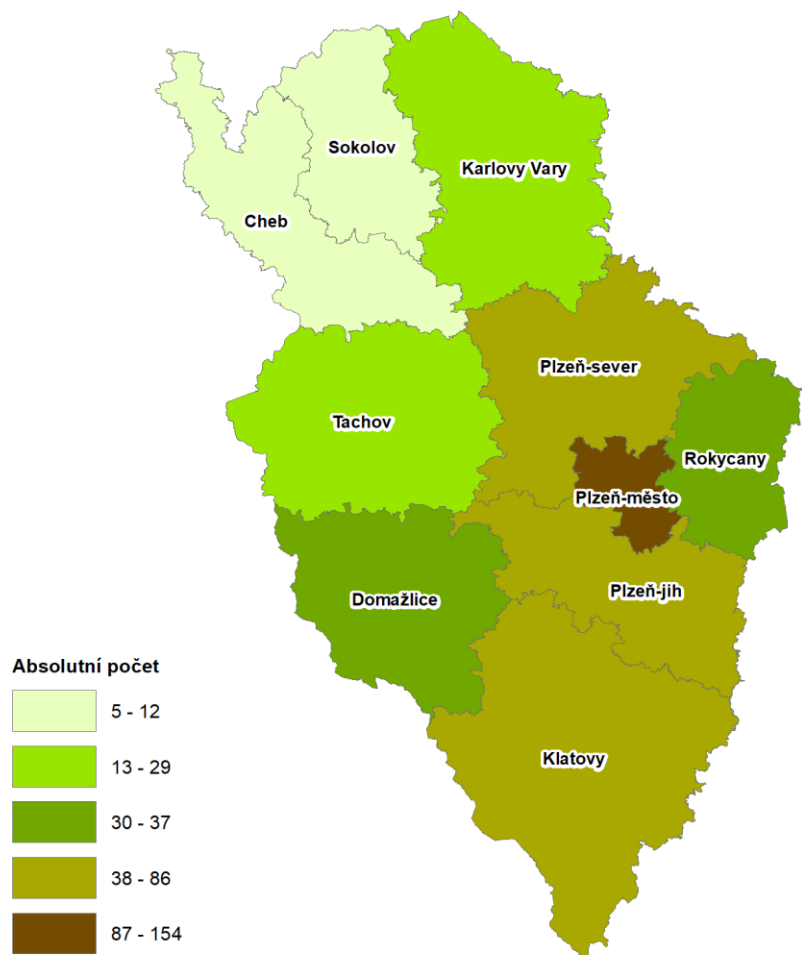 Sokolov
Karlovy Vary
Cheb
Plzeň-sever
Tachov
Rokycany
Plzeň-město
Domažlice
Plzeň-jih
Klatovy
Absolutní počet
5 - 12
13 - 29
30 - 37
38 - 86
87 - 154